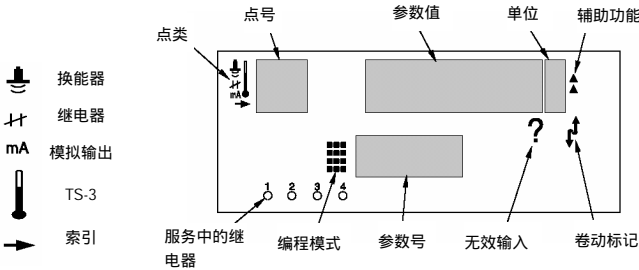 点号
参数值
单位
辅助功能
点类
换能器
继电器
mA
模拟输出
TS-3
索引
mA
?
1 2 3 4
服务中的继
电器
编程模式
参数号
无效输入
卷动标记